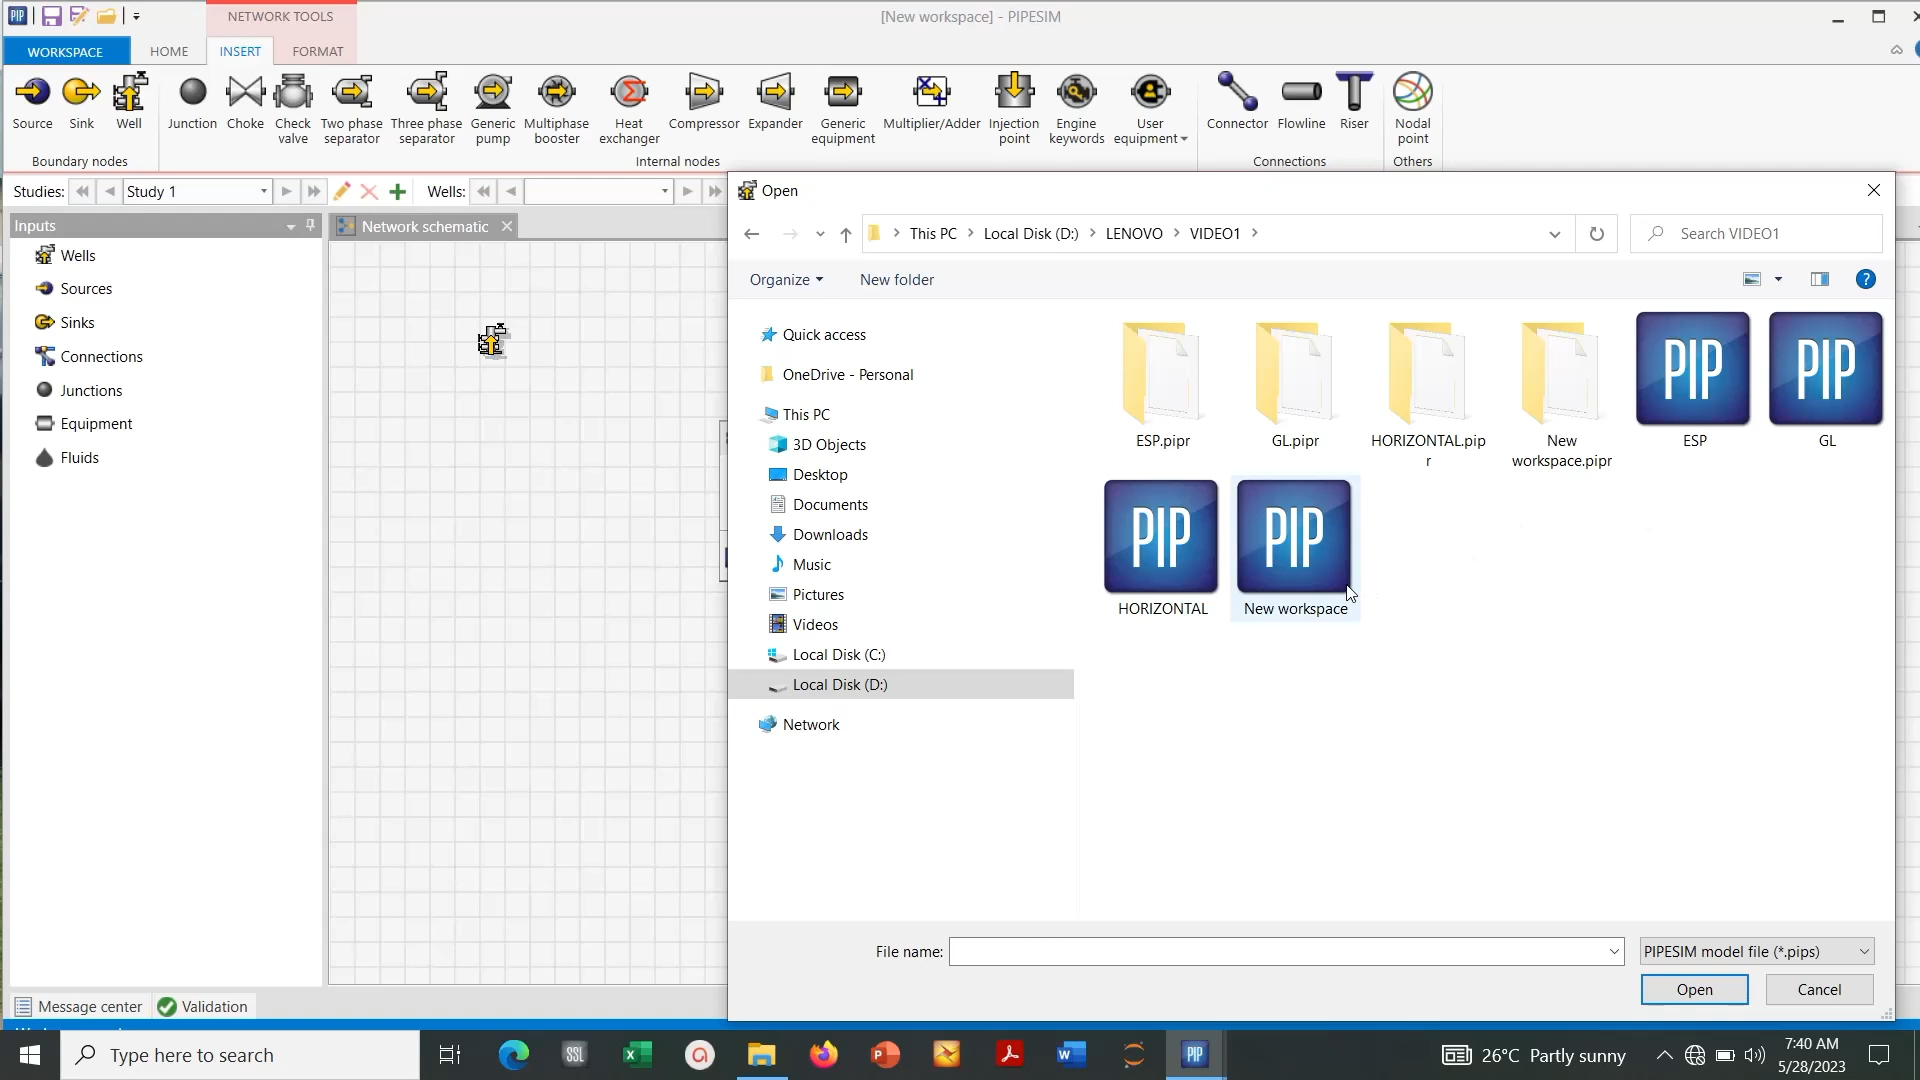 PIP
NETWORK TOOLS
[New workspace] - PIPESIM
WORKSPACE
HOME
INSERT
FORMAT
Source
Sink
Well
Junction
Choke
Check
valve
Two phase
separator
Three phase
separator
Generic
pump
Multiphase
booster
Heat
exchanger
Compressor
Expander
Generic
equipment
Multiplier/Adder
Injection
point
Engine
keywords
User
equipment
Connector
Flowline
Riser
Nodal
point
Boundary nodes
Internal nodes
Connections
Others
Studies:
Study 1
Wells:
Inputs
Wells
Sources
Sinks
Connections
Junctions
Equipment
Fluids
Network schematic
Open
This PC
Local Disk (D:)
LENOVO
VIDEO1
Search VIDEO1
Organize
New folder
Quick access
OneDrive - Personal
This PC
3D Objects
Desktop
Documents
Downloads
Music
Pictures
Videos
Local Disk (C:)
Local Disk (D:)
Network
ESP.pipr
GL.pipr
HORIZONTAL.pip
r
New
workspace.pipr
PIP
ESP
PIP
GL
PIP
HORIZONTAL
PIP
New workspace
File name:
PIPESIM model file (*.pips)
Open
Cancel
Message center
Validation
Type here to search
SSL
PIP
26°C Partly sunny
7:40 AM
5/28/2023